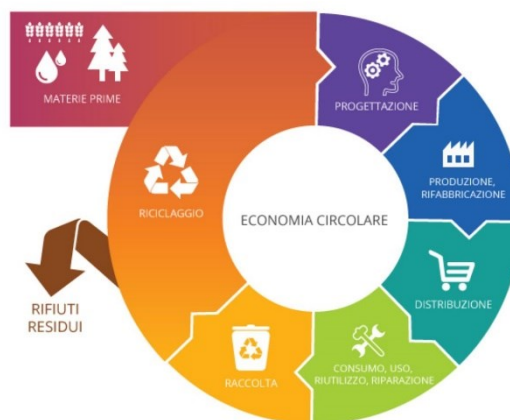 MATERIE PRIME
PROGETTAZIONE
PRODUZIONE,
RIFABBRICAZIONE
RICICLAGGIO
ECONOMIA CIRCOLARE
DISTRIBUZIONE
RIFIUTI
RESIDUI
RACCOLTA
CONSUMO, USO,
RIUTILIZZO, RIPARAZIONE